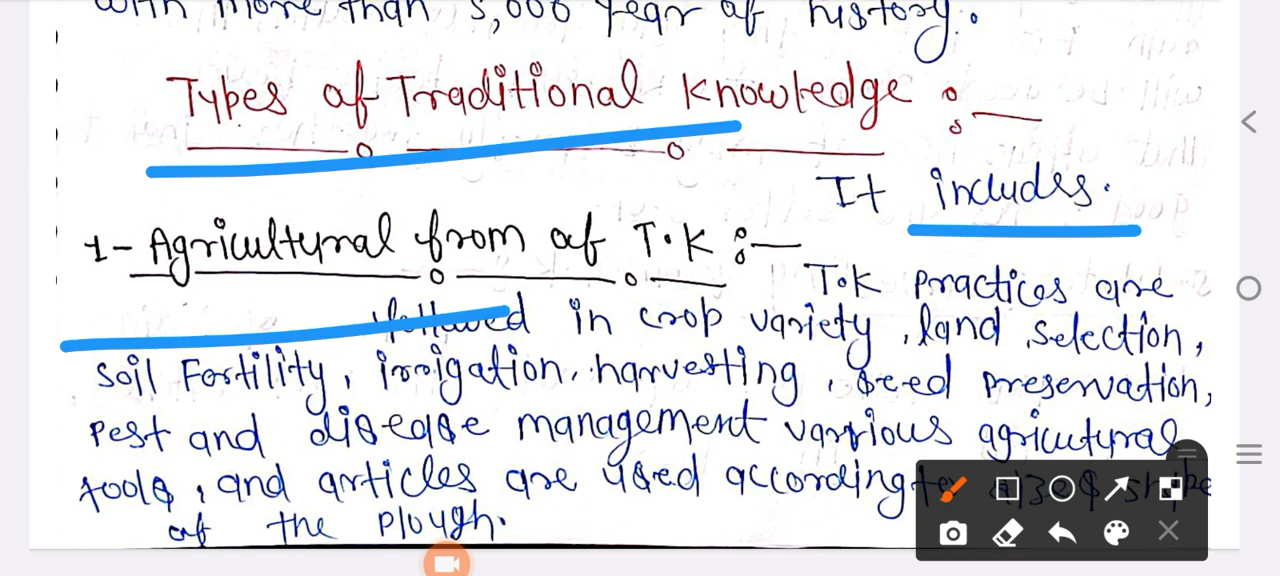 with more than 5,000 year of history.
Types of Traditional Knowledge :-
It includes.
1- Agricultural from of T.K :-
T.K practices are
followed in crop variety, land selection,
soil Fertility, irrigation, harvesting, seed preservation,
Pest and disease management various agricutural
tools, and articles are used according
of the Plough.